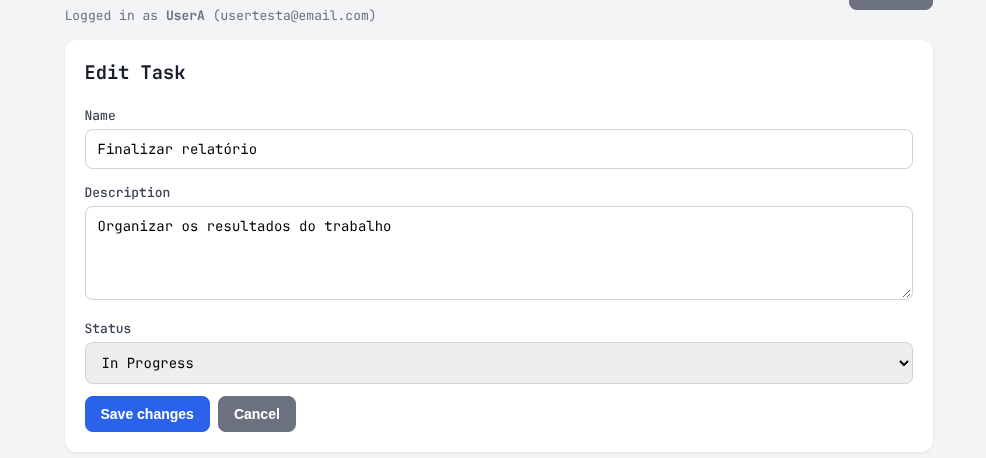 Logged in as UserA (usertesta@email.com)
Edit Task
Name
Finalizar relatório
Description
Organizar os resultados do trabalho
Status
In Progress
Save changes
Cancel